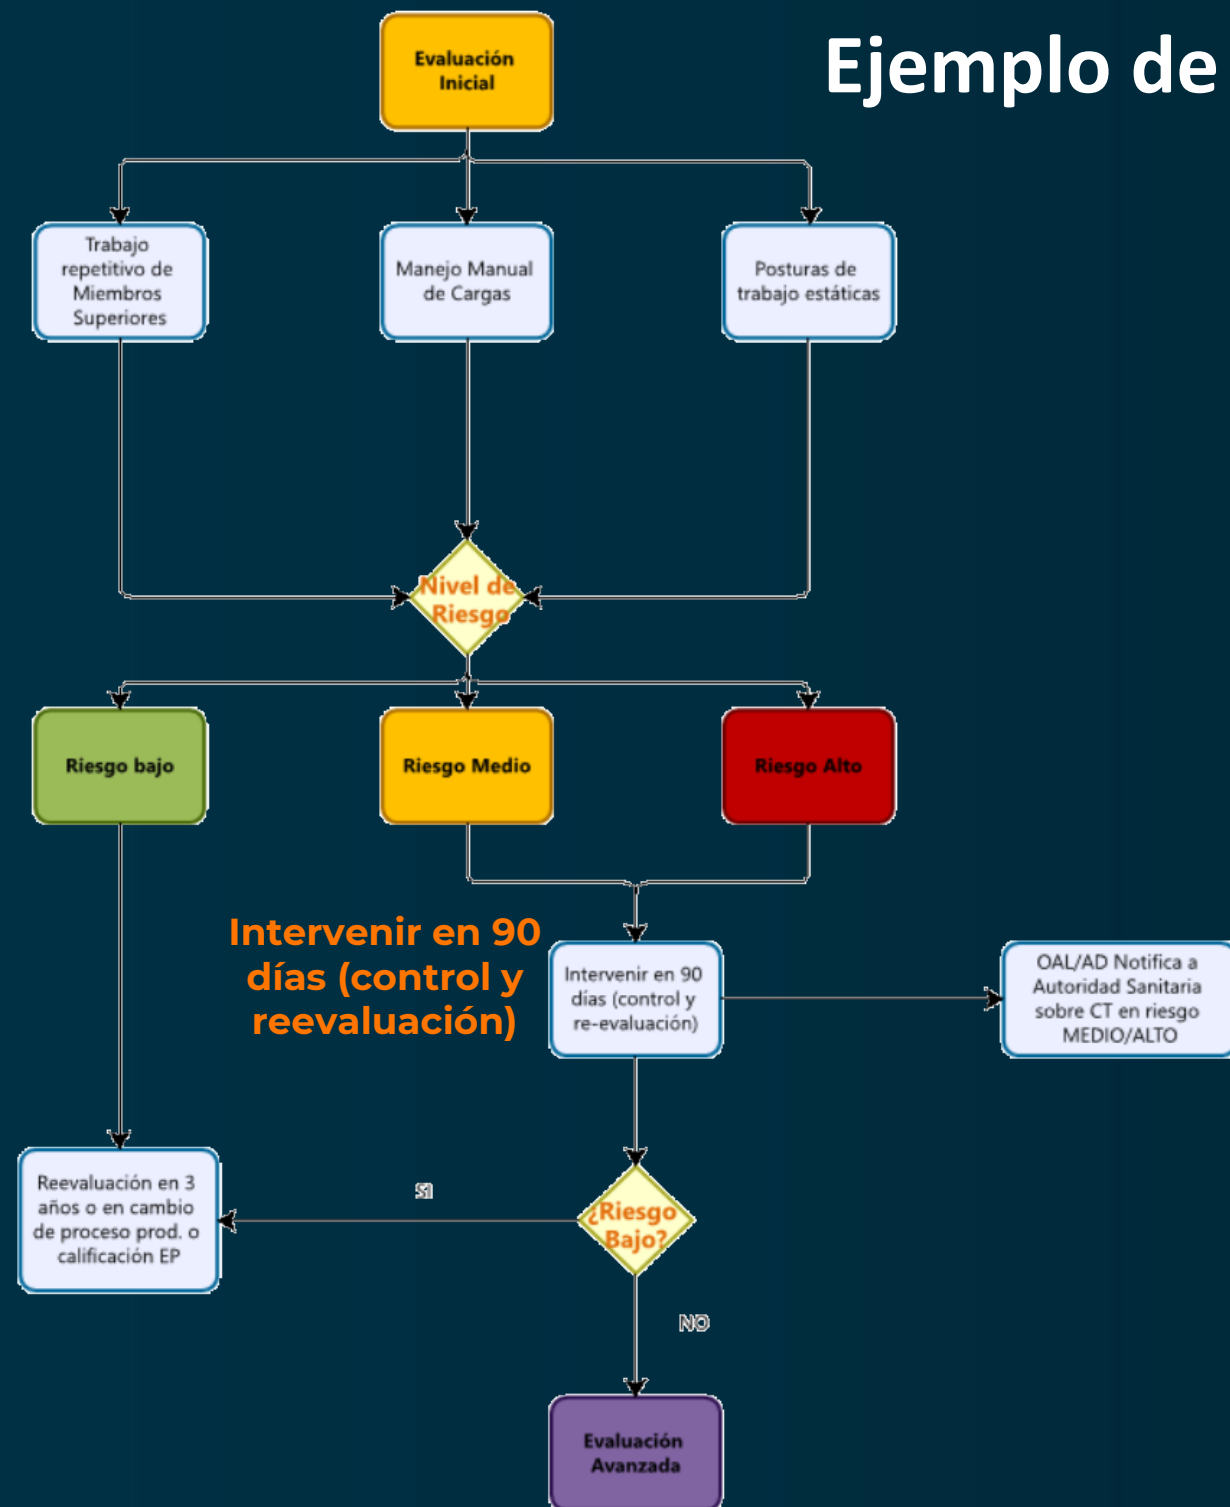 Ejemplo de
Evaluación
Inicial
Trabajo
repetitivo de
Miembros
Superiores
Manejo Manual
de Cargas
Posturas de
trabajo estáticas
Nivel de
Riesgo
Riesgo bajo
Riesgo Medio
Riesgo Alto
Intervenir en 90
días (control y
reevaluación)
Intervenir en 90
días (control y
re-evaluación)
OAL/AD Notifica a
Autoridad Sanitaria
sobre CT en riesgo
MEDIO/ALTO
Reevaluación en 3
años o en cambio
de proceso prod. o
calificación EP
SI
¿Riesgo
Bajo?
NO
Evaluación
Avanzada